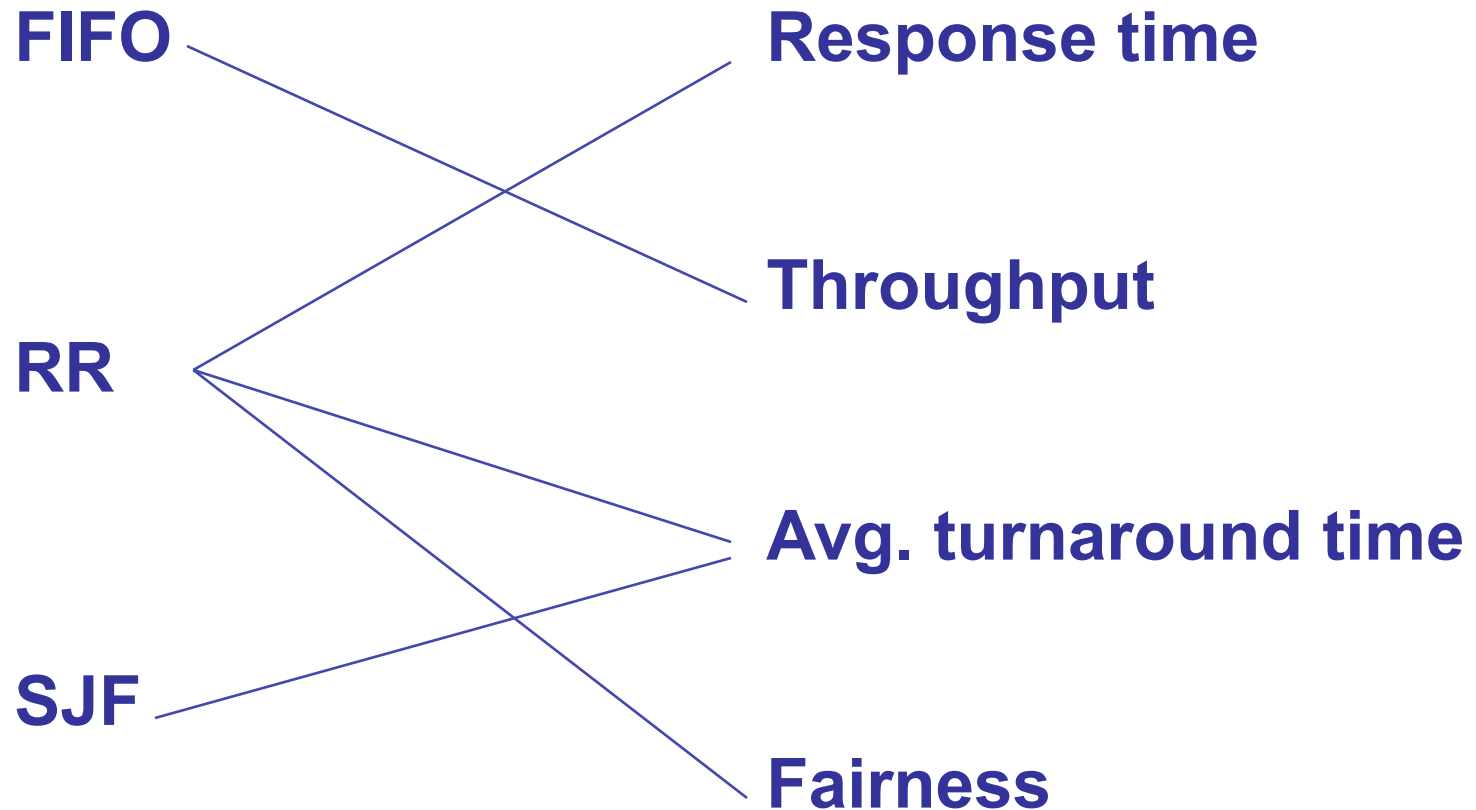 FIFO
RR
SJF
Response time
Throughput
Avg. turnaround time
Fairness